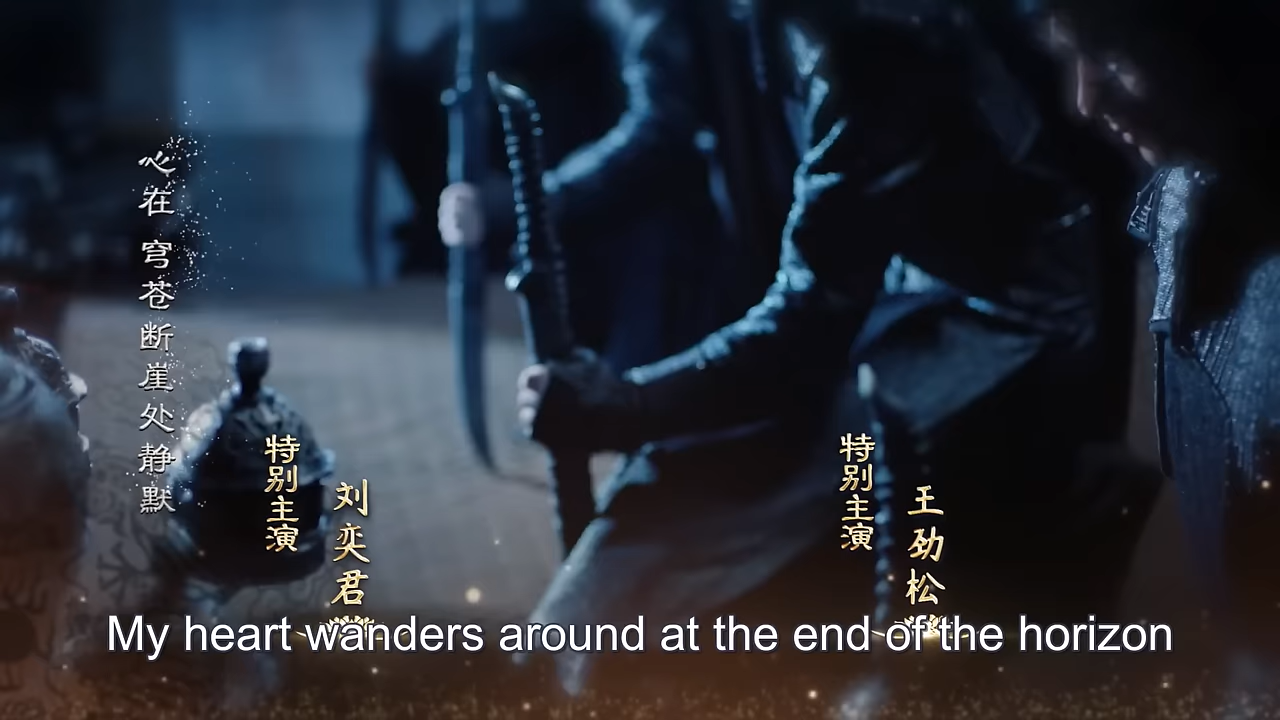 心在 穹苍断崖处静默
特别主演
刘奕君
特别主演
王劲松
My heart wanders around at the end of the horizon